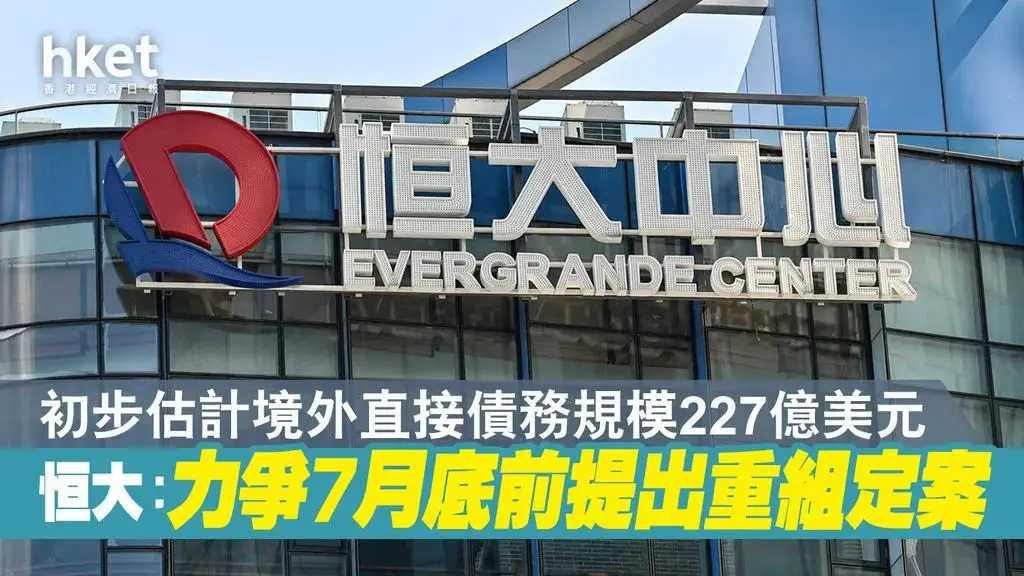 hket
香港經濟日報
恒大中心
EVERGRANDE CENTER
初步估計境外直接債務規模227億美元
恒大:力爭7月底前提出重組定案